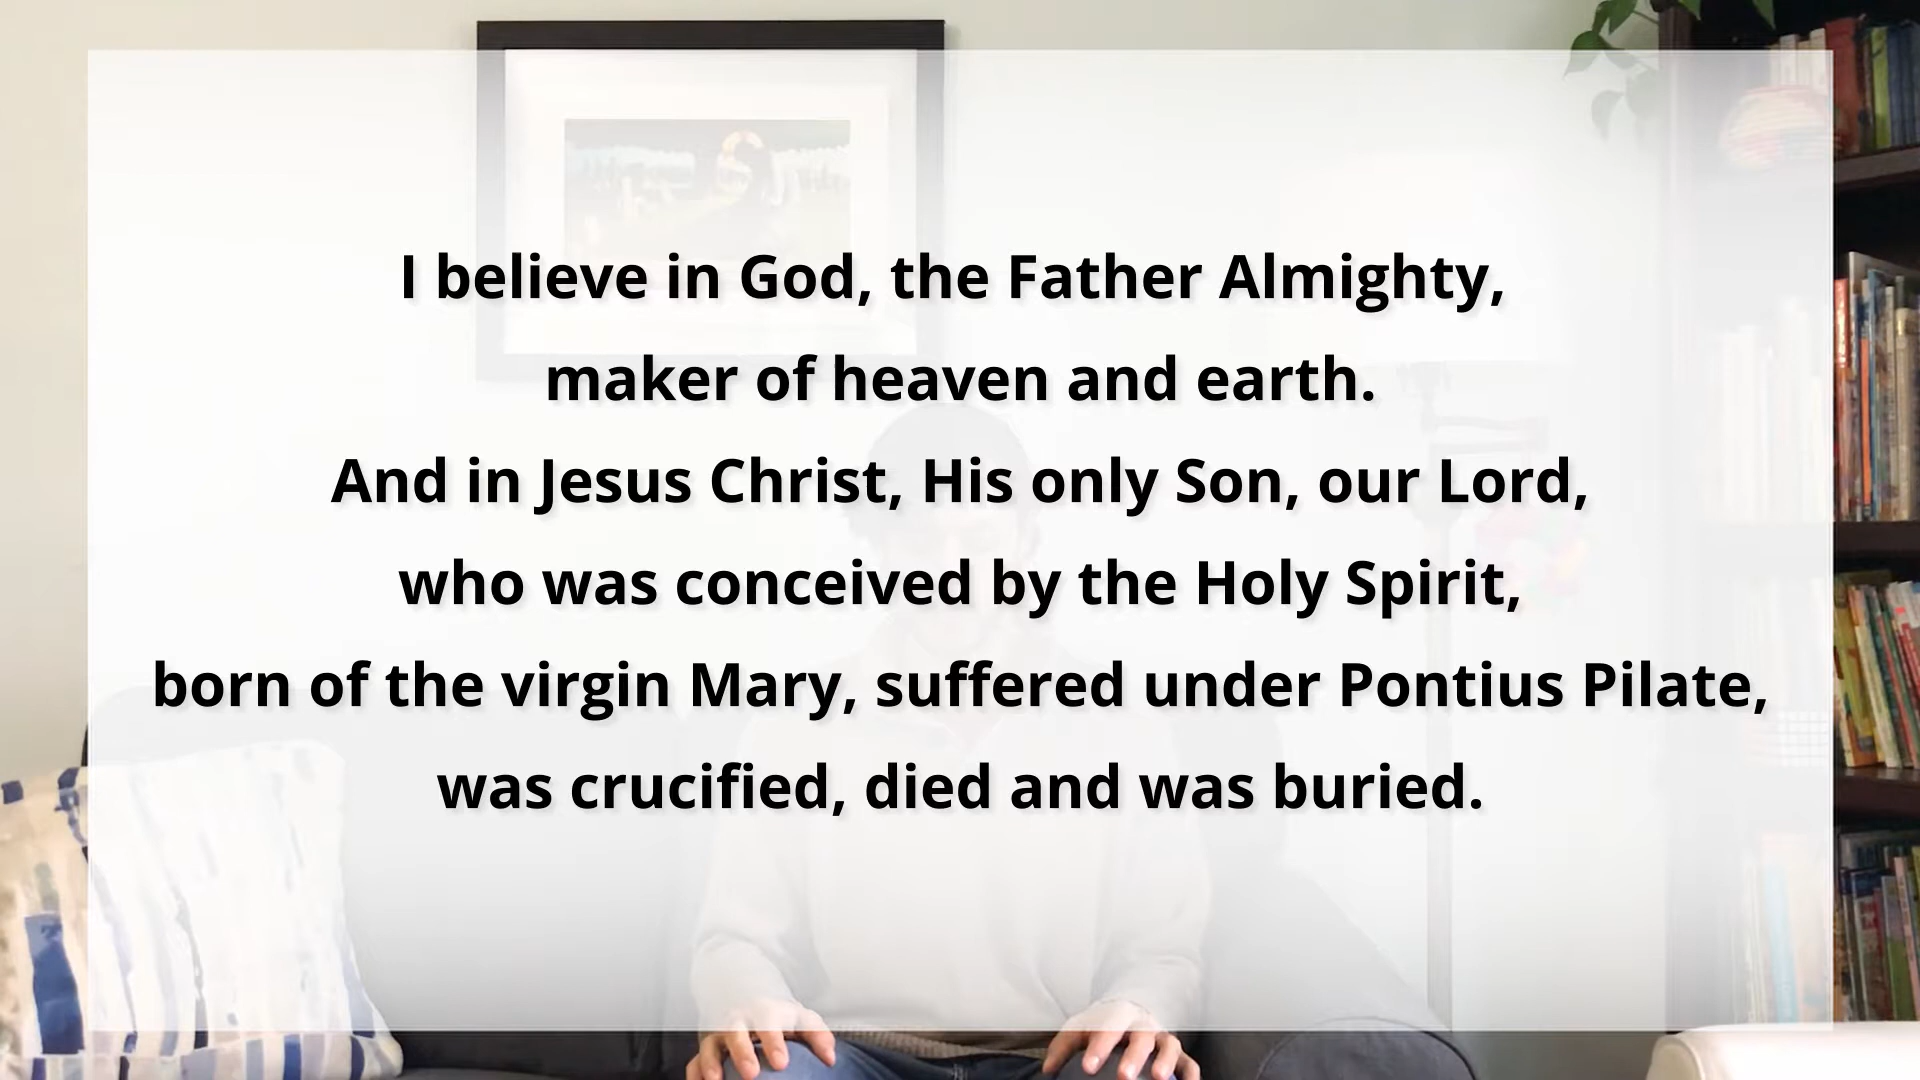 I believe in God, the Father Almighty,
maker of heaven and earth.
And in Jesus Christ, His only Son, our Lord,
who was conceived by the Holy Spirit,
born of the virgin Mary, suffered under Pontius Pilate,
was crucified, died and was buried.